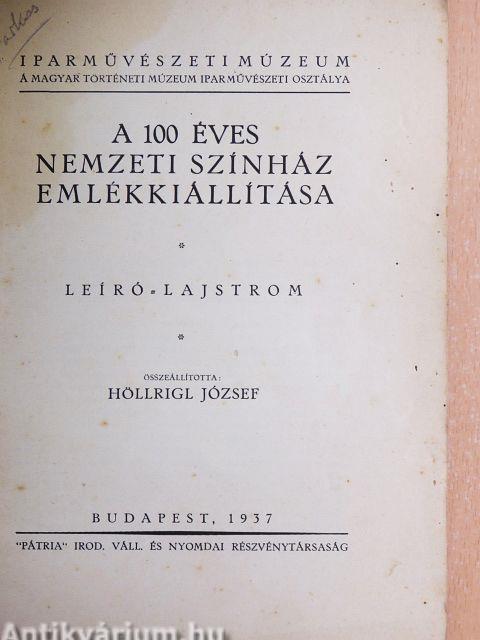 IPARMŰVÉSZETI MÚZEUM
A MAGYAR TÖRTÉNETI MÚZEUM IPARMŰVÉSZETI OSZTÁLYA
A 100 ÉVES
NEMZETI SZÍNHÁZ
EMLÉKKIÁLLÍTÁSA
*
LEÍRÓ-LAJSTROM
*
ÖSSZEÁLLÍTOTTA:
HÖLLRIGL JÓZSEF
BUDAPEST, 1937
"PÁTRIA" IROD. VÁLL. ÉS NYOMDAI RÉSZVÉNYTÁRSASÁG
Antikvárium.hu